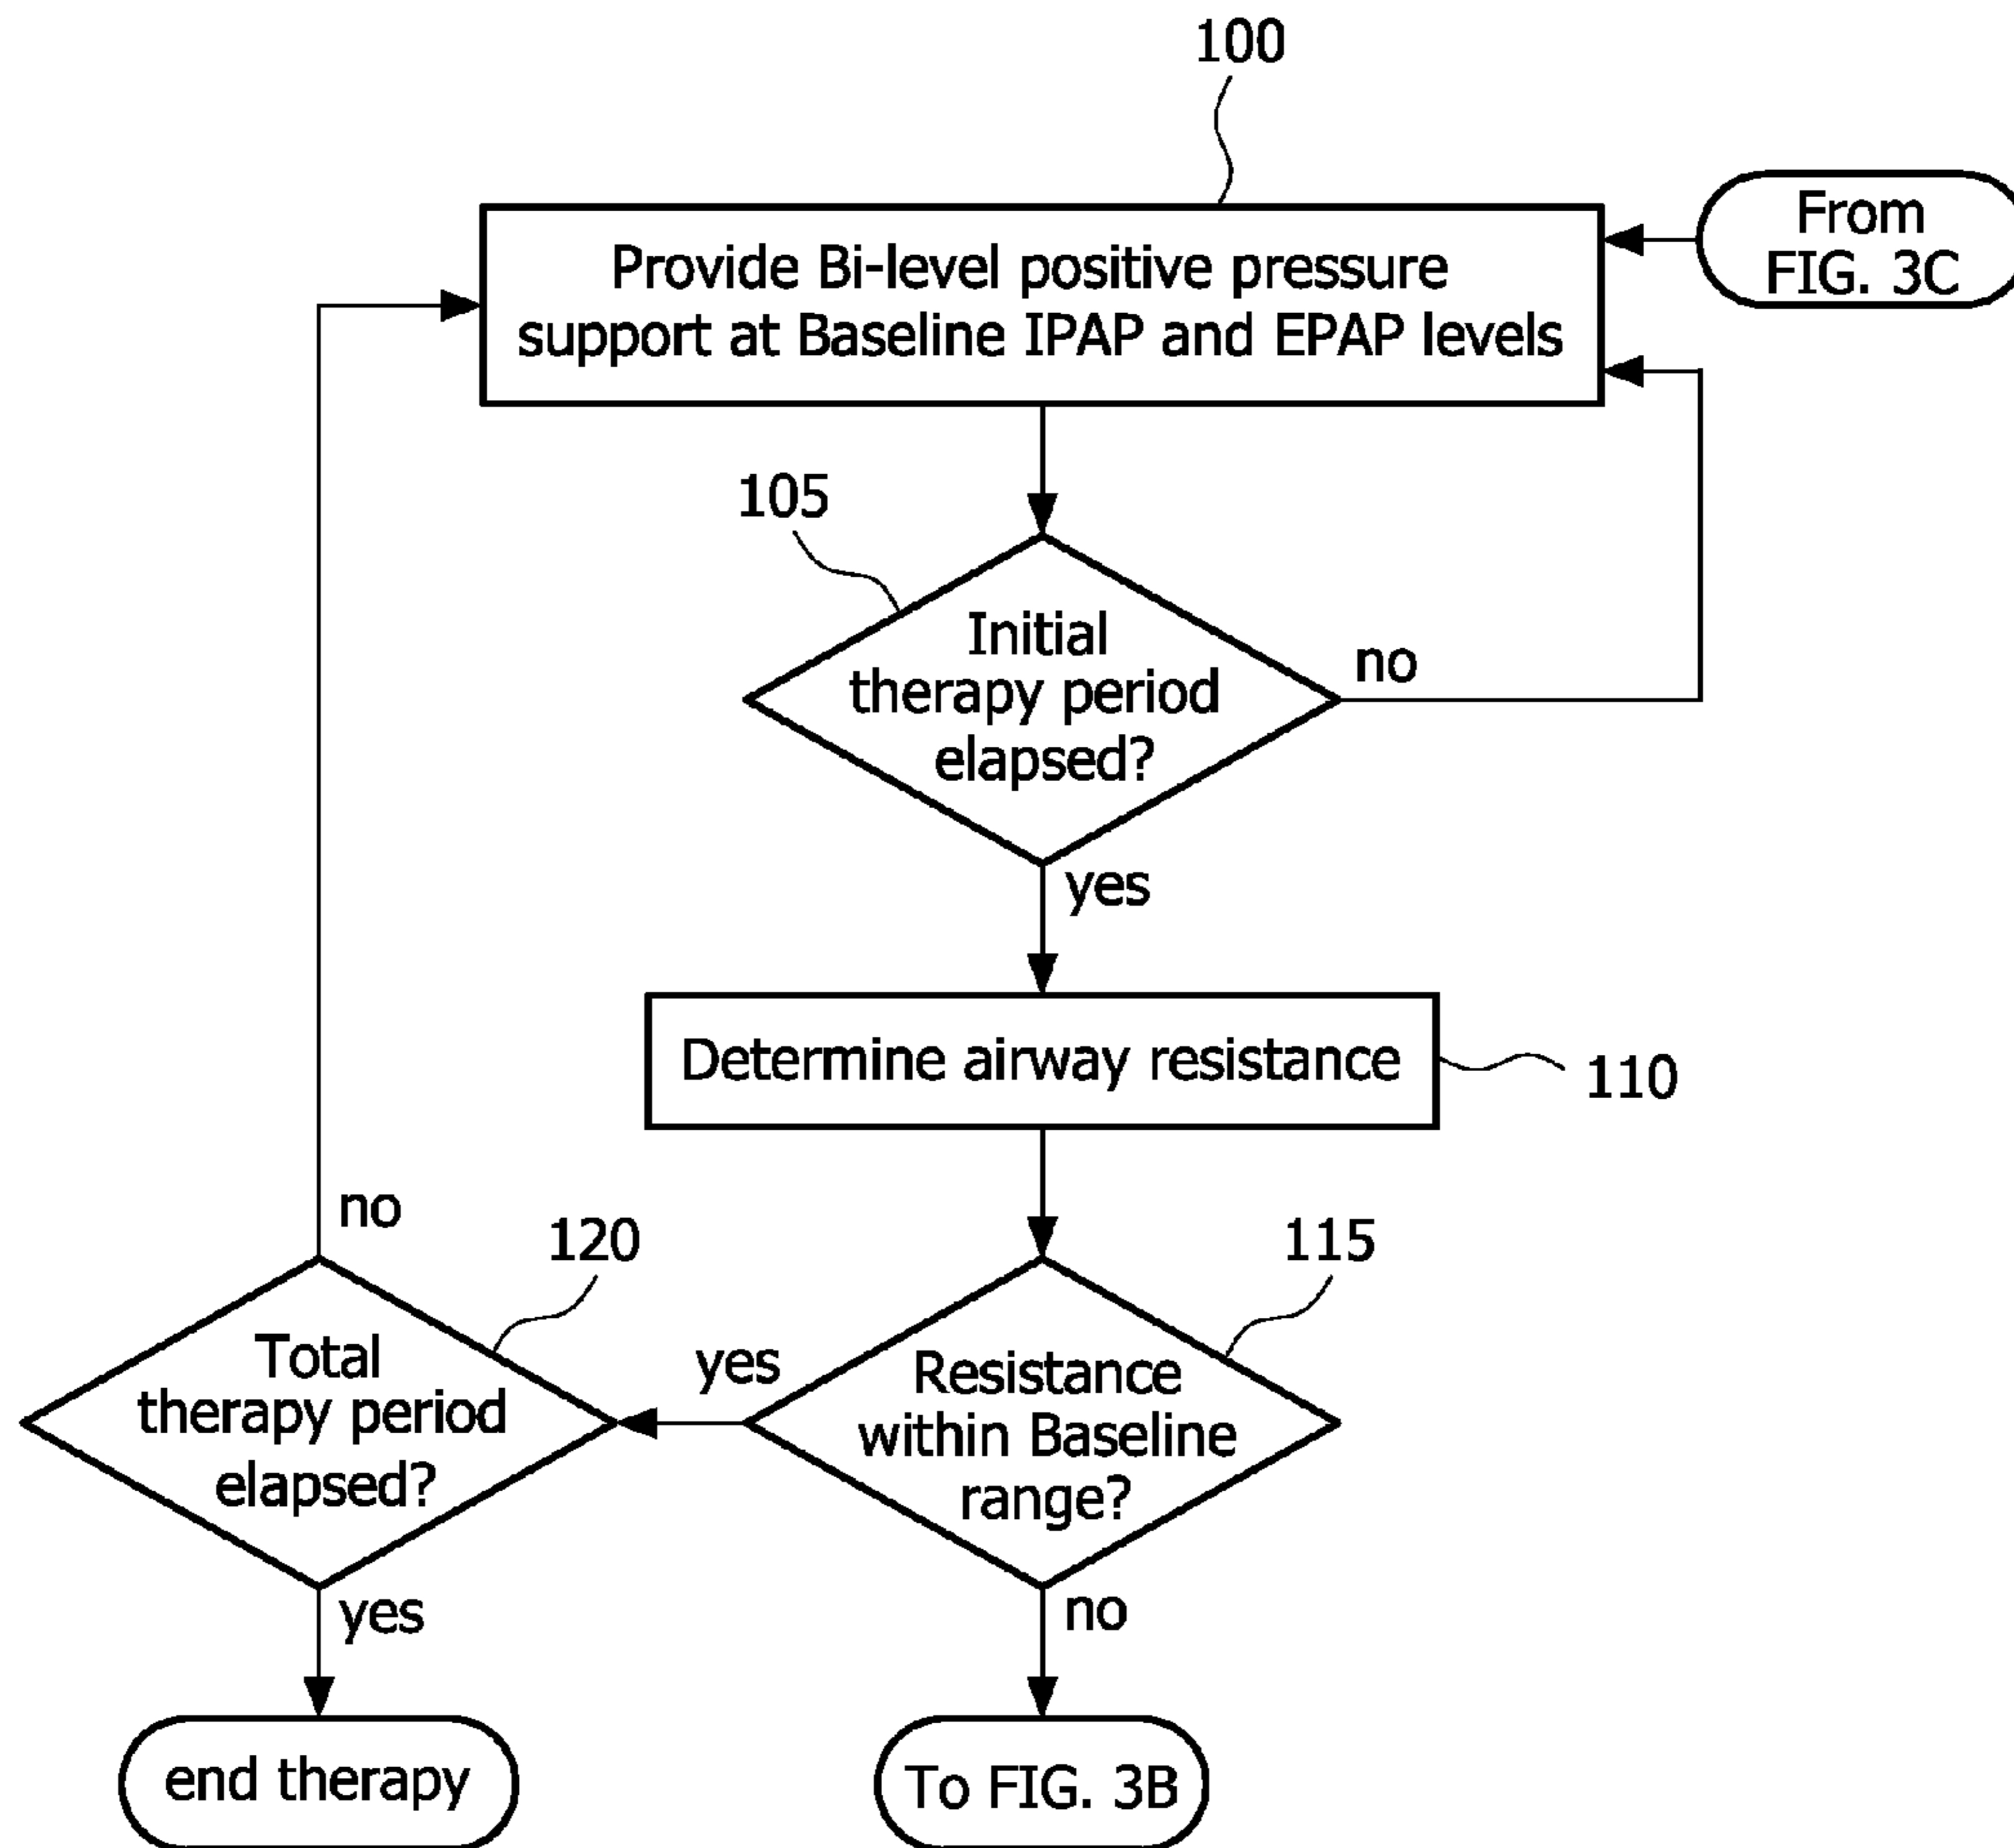 100
From
FIG. 3C
Provide Bi-level positive pressure
support at Baseline IPAP and EPAP levels
105
Initial
therapy period
elapsed?
no
yes
Determine airway resistance
110
no
120
115
Total
therapy period
elapsed?
yes
Resistance
within Baseline
range?
yes
no
end therapy
To FIG. 3B